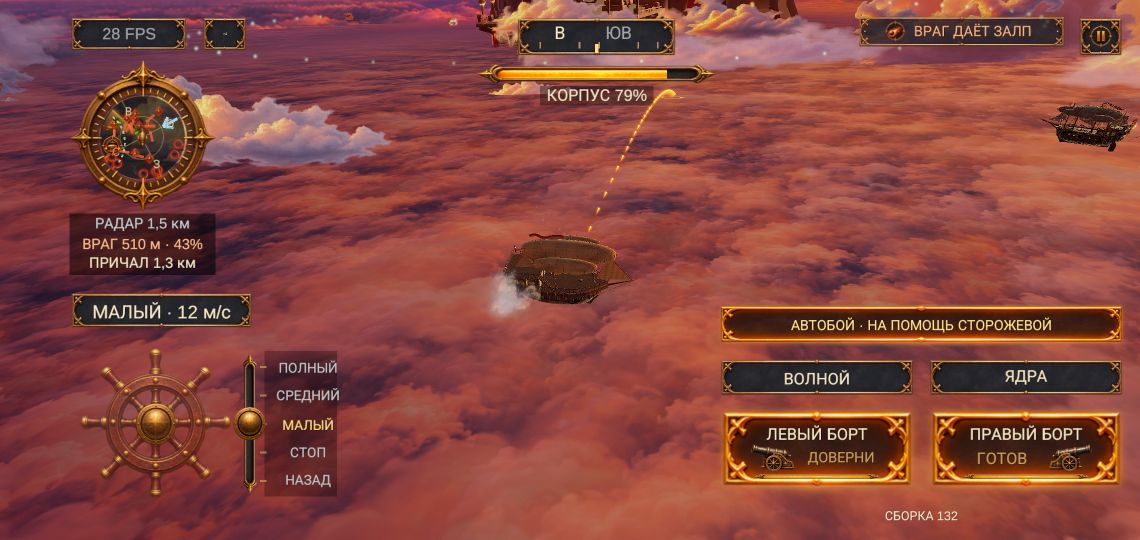 28 FPS
В ЮВ
ВРАГ ДАЁТ ЗАЛП
КОРПУС 79%
В
З
РАДАР 1,5 км
ВРАГ 510 м · 43%
ПРИЧАЛ 1,3 км
МАЛЫЙ · 12 м/с
ПОЛНЫЙ
СРЕДНИЙ
МАЛЫЙ
СТОП
НАЗАД
АВТОБОЙ · НА ПОМОЩЬ СТОРОЖЕВОЙ
ВОЛНОЙ
ЯДРА
ЛЕВЫЙ БОРТ
ДОВЕРНИ
ПРАВЫЙ БОРТ
ГОТОВ
СБОРКА 132